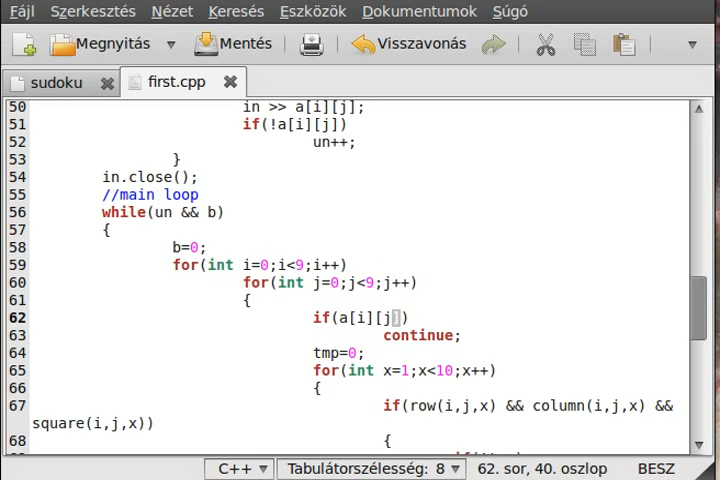 Fájl Szerkesztés Nézet Keresés Eszközök Dokumentumok Súgó
Megnyitás Mentés Visszavonás
sudoku first.cpp
50 in >> a[i][j];
51 if(!a[i][j])
52 un++;
53 }
54 in.close();
55 //main loop
56 while(un && b)
57 {
58 b=0;
59 for(int i=0;i<9;i++)
60 for(int j=0;j<9;j++)
61 {
62 if(a[i][j])
63 continue;
64 tmp=0;
65 for(int x=1;x<10;x++)
66 {
67 if(row(i,j,x) && column(i,j,x) &&
square(i,j,x))
68 {
C++ Tabulátorszélesség: 8 62. sor, 40. oszlop BESZ